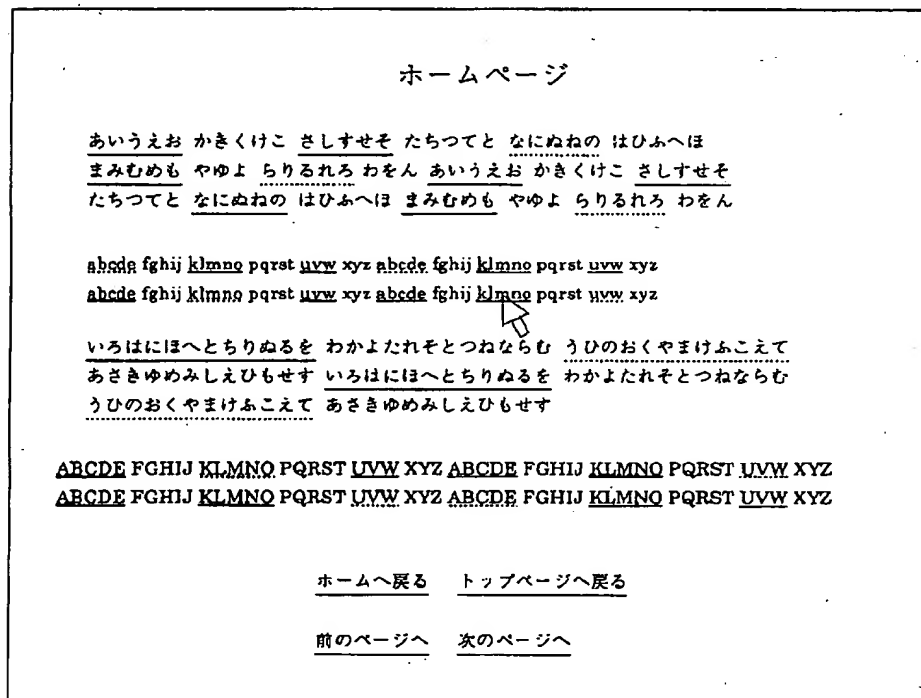 ホームページ
あいうえお かきくけこ さしすせそ たちつてと なにぬねの はひふへほ
まみむめも やゆよ らりるれろ わをん あいうえお かきくけこ さしすせそ
たちつてと なにぬねの はひふへほ まみむめも やゆよ らりるれろ わをん
abcde fghij klmno pqrst uvw xyz abcde fghij klmno pqrst uvw xyz
abcde fghij klmno pqrst uvw xyz abcde fghij klmno pqrst uvw xyz
いろはにほへとちりぬるを わかよたれそとつねならむ うひのおくやまけふこえて
あさきゆめみしえひもせす いろはにほへとちりぬるを わかよたれそとつねならむ
うひのおくやまけふこえて あさきゆめみしえひもせす
ABCDE FGHIJ KLMNO PQRST UVW XYZ ABCDE FGHIJ KLMNO PQRST UVW XYZ
ABCDE FGHIJ KLMNO PQRST UVW XYZ ABCDE FGHIJ KLMNO PQRST UVW XYZ
ホームへ戻る トップページへ戻る
前のページへ 次のページへ